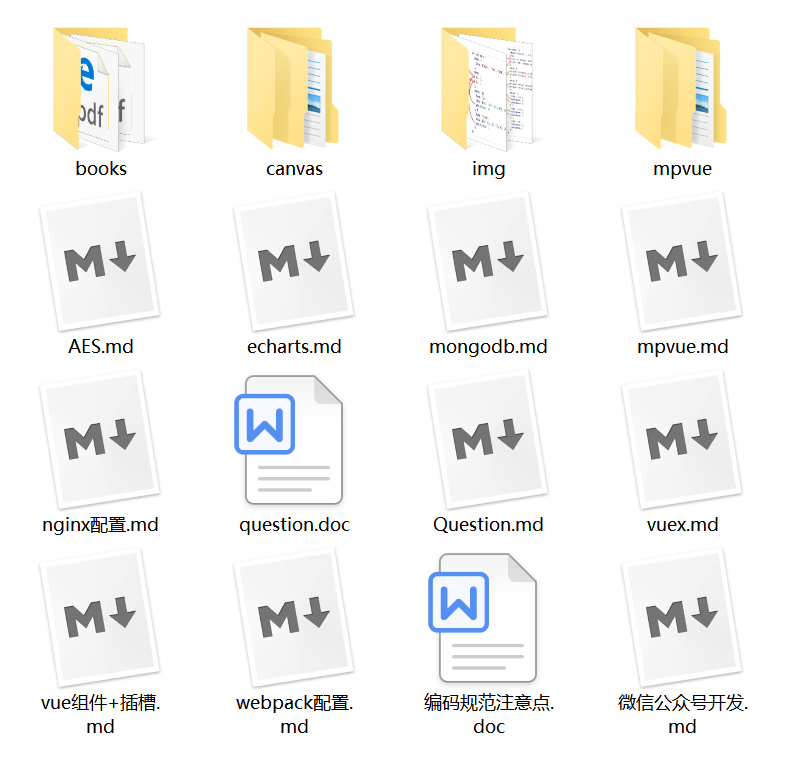 df
books
canvas
img
mpvue
M
M
M
M
AES.md
echarts.md
mongodb.md
mpvue.md
M
W
M
M
nginx配置.md
question.doc
Question.md
vuex.md
M
M
W
M
vue组件+插槽.
md
webpack配置.
md
编码规范注意点.
doc
微信公众号开发.
md